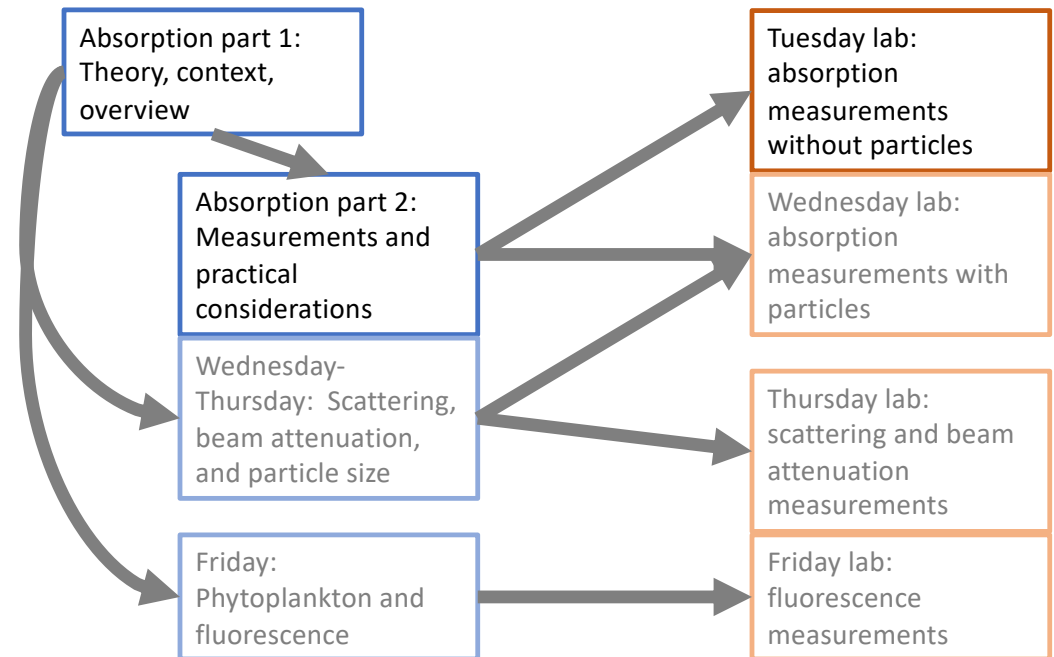 Absorption part 1:
Theory, context,
overview
Absorption part 2:
Measurements and
practical
considerations
Wednesday-
Thursday:  Scattering,
beam attenuation,
and particle size
Friday:
Phytoplankton and
fluorescence
Tuesday lab:
absorption
measurements
without particles
Wednesday lab:
absorption
measurements with
particles
Thursday lab:
scattering and beam
attenuation
measurements
Friday lab:
fluorescence
measurements